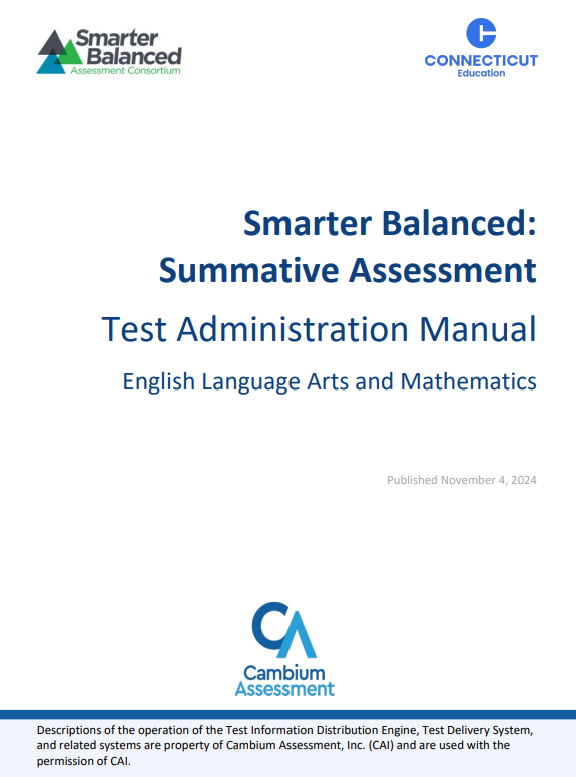 Smarter
Balanced
Assessment Consortium
CONNECTICUT
Education
Smarter Balanced:
Summative Assessment
Test Administration Manual
English Language Arts and Mathematics
Published November 4, 2024
CA
Cambium
Assessment
Descriptions of the operation of the Test Information Distribution Engine, Test Delivery System,
and related systems are property of Cambium Assessment, Inc. (CAI) and are used with the
permission of CAI.